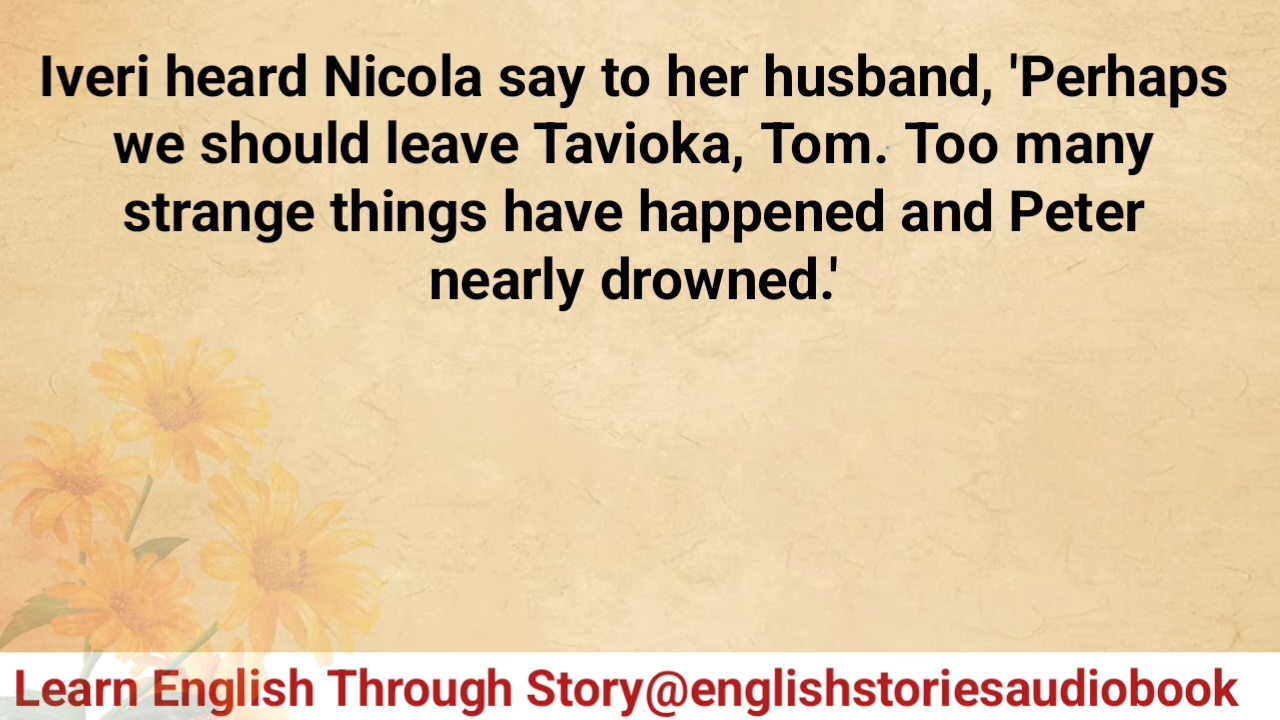 Iveri heard Nicola say to her husband, 'Perhaps
we should leave Tavioka, Tom. Too many
strange things have happened and Peter
nearly drowned.'
Learn English Through Story@englishstoriesaudiobook